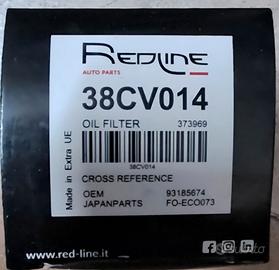 REDLINE
AUTO PARTS
38CV014
OIL FILTER 373969
38CV014
CROSS REFERENCE
OEM 93185674
JAPANPARTS FO-ECO073
Made in Extra UE
www.red-line.it